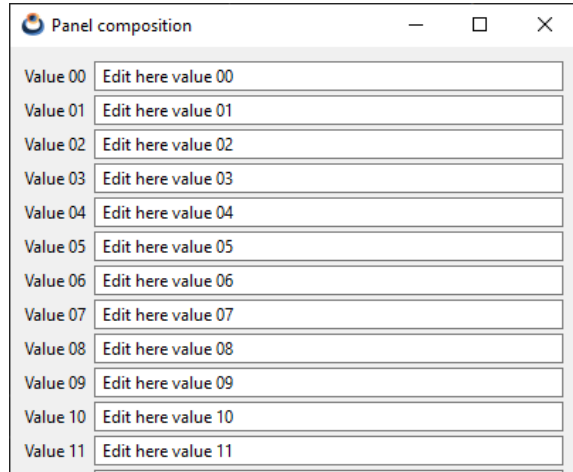 Panel composition
Value 00 Edit here value 00
Value 01 Edit here value 01
Value 02 Edit here value 02
Value 03 Edit here value 03
Value 04 Edit here value 04
Value 05 Edit here value 05
Value 06 Edit here value 06
Value 07 Edit here value 07
Value 08 Edit here value 08
Value 09 Edit here value 09
Value 10 Edit here value 10
Value 11 Edit here value 11